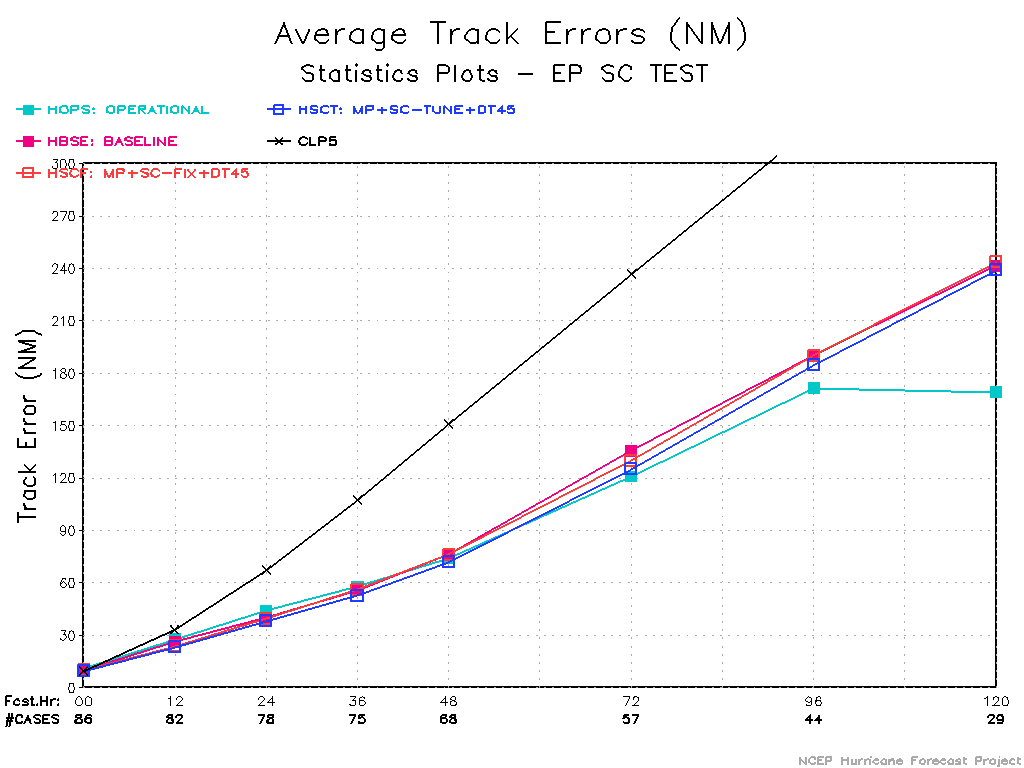 Average Track Errors (NM)
Statistics Plots – EP SC TEST
HOPS: OPERATIONAL
HSCT: MP+SC–TUNE+DT45
HBSE: BASELINE
CLP5
HSCF: MP+SC–FIX+DT45
Track Error (NM)
300
270
240
210
180
150
120
90
60
30
0
Fcst.Hr: 00 12 24 36 48 72 96 120
#CASES 86 82 78 75 68 57 44 29
NCEP Hurricane Forecast Project